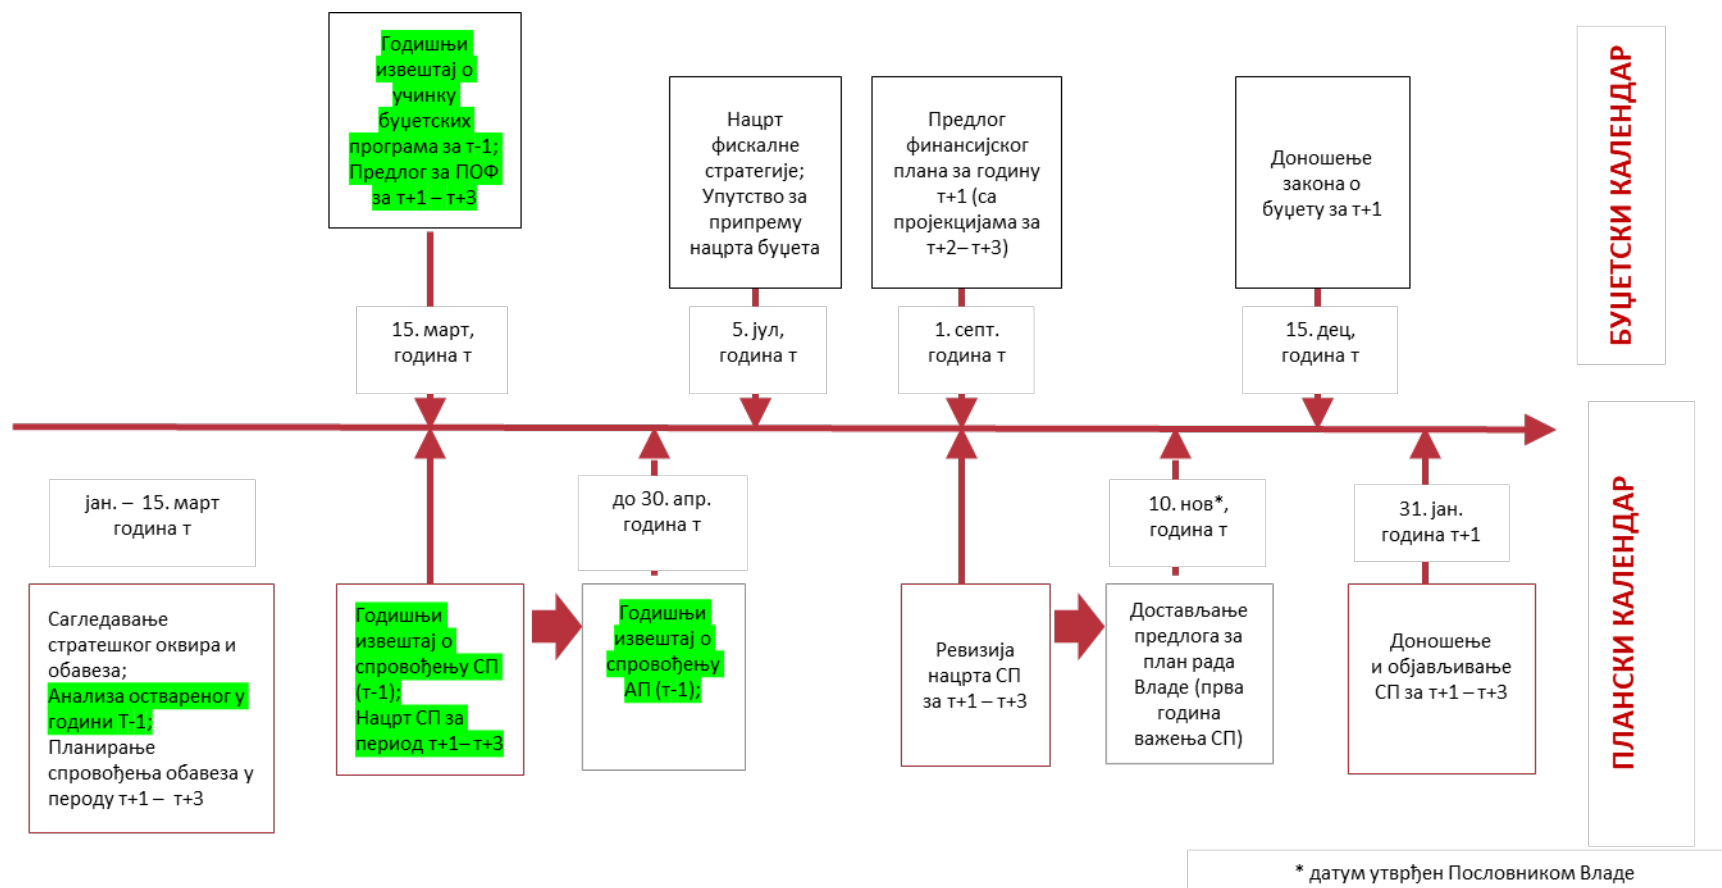 Годишњи
извештај о
учинку
буџетских
програма за т-1;
Предлог за ПОФ
за т+1 – т+3
Нацрт
фискалне
стратегије;
Упутство за
припрему
нацрта буџета
Предлог
финансијског
плана за годину
т+1 (са
пројекцијама за
т+2– т+3)
Доношење
закона о
буџету за т+1
БУЏЕТСКИ КАЛЕНДАР
15. март,
година т
5. јул,
година т
1. септ.
година т
15. дец,
година т
јан. – 15. март
година т
до 30. апр.
година т
10. нов*,
година т
31. јан.
година т+1
ПЛАНСКИ КАЛЕНДАР
Сагледавање
стратешког оквира и
обавеза;
Анализа оствареног у
години Т-1;
Планирање
спровођења обавеза у
пероду т+1 – т+3
Годишњи
извештај о
спровођењу СП
(т-1);
Нацрт СП за
период т+1– т+3
Годишњи
извештај о
спровођењу
АП (т-1);
Ревизија
нацрта СП
за т+1 – т+3
Достављање
предлога за
план рада
Владе (прва
година
важења СП)
Доношење
и објављивање
СП за т+1 – т+3
* датум утврђен Пословником Владе